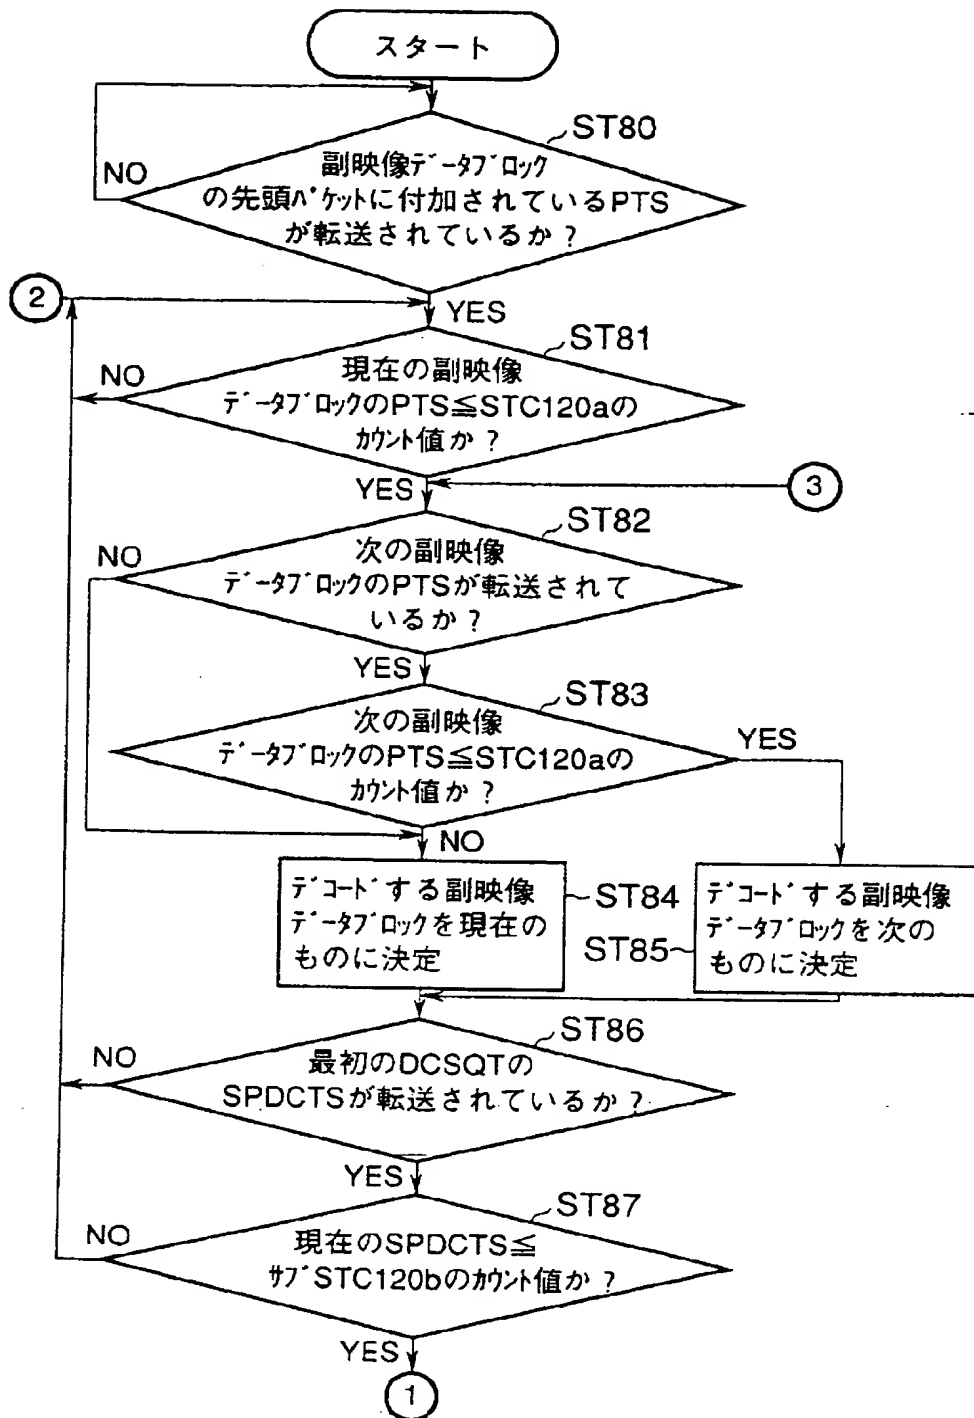 スタート
ST80
副映像データブロック
の先頭パケットに付加されているPTS
が転送されているか?
NO
YES
2
ST81
現在の副映像
データブロックのPTS≦STC120aの
カウント値か?
NO
YES
3
ST82
次の副映像
データブロックのPTSが転送されて
いるか?
NO
YES
ST83
次の副映像
データブロックのPTS≦STC120aの
カウント値か?
YES
NO
デコードする副映像
データブロックを現在の
ものに決定
ST84
デコードする副映像
データブロックを次の
ものに決定
ST85
ST86
最初のDCSQTの
SPDCTSが転送されているか?
NO
YES
ST87
現在のSPDCTS≦
サブSTC120bのカウント値か?
NO
YES
1